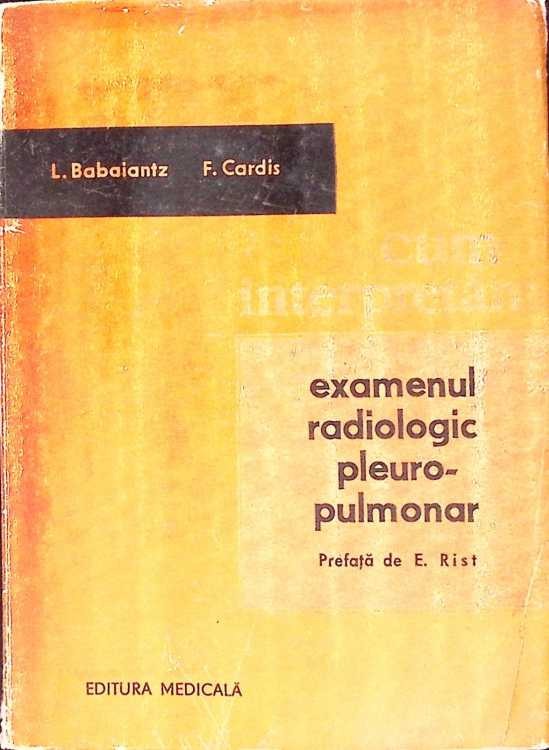 L. Babaiantz F. Cardis
cum
interpretăm
examenul
radiologic
pleuro-
pulmonar
Prefață de E. Rist
EDITURA MEDICALĂ